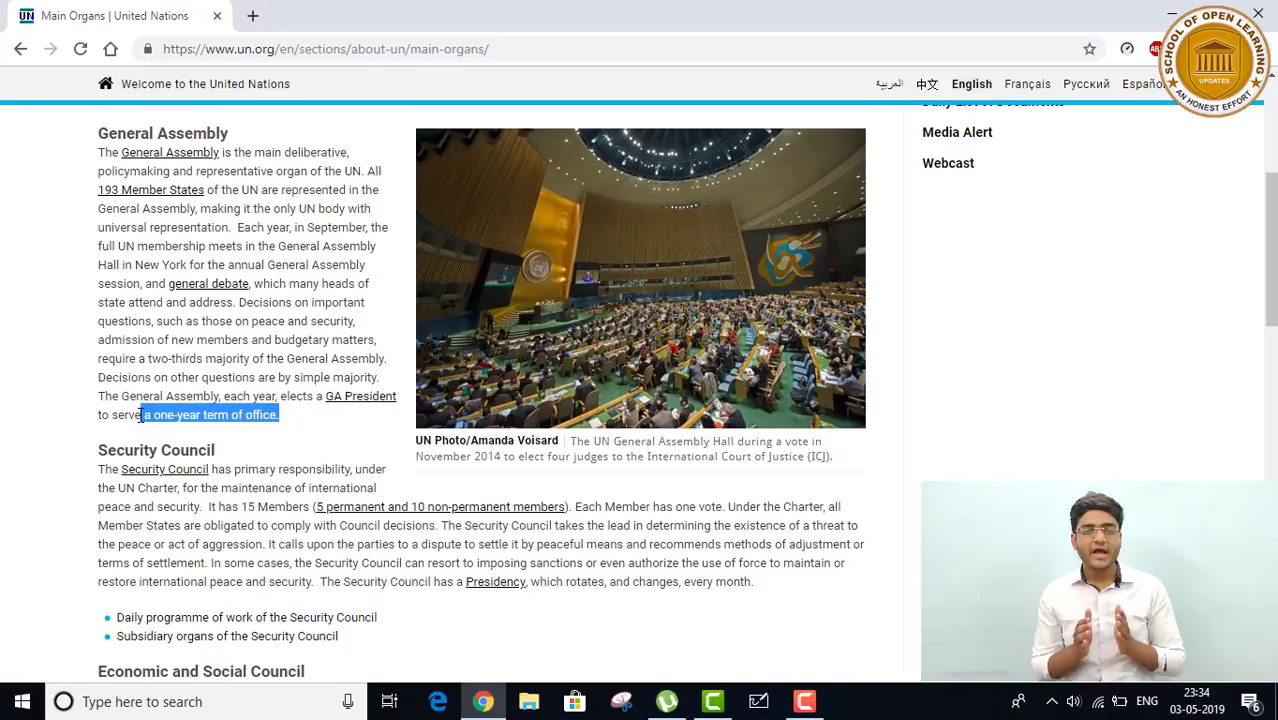 Main Organs | United Nations
https://www.un.org/en/sections/about-un/main-organs/
SCHOOL OF OPEN LEARNING
UPDATES
AN HONEST EFFORT
Welcome to the United Nations
العربية
中文
English
Français
Русский
Media Alert
Webcast
General Assembly
The General Assembly is the main deliberative,
policymaking and representative organ of the UN. All
193 Member States of the UN are represented in the
General Assembly, making it the only UN body with
universal representation. Each year, in September, the
full UN membership meets in the General Assembly
Hall in New York for the annual General Assembly
session, and general debate, which many heads of
state attend and address. Decisions on important
questions, such as those on peace and security,
admission of new members and budgetary matters,
require a two-thirds majority of the General Assembly.
Decisions on other questions are by simple majority.
The General Assembly, each year, elects a GA President
to serve a one-year term of office.
UN Photo/Amanda Voisard | The UN General Assembly Hall during a vote in
November 2014 to elect four judges to the International Court of Justice (ICJ).
Security Council
The Security Council has primary responsibility, under
the UN Charter, for the maintenance of international
peace and security. It has 15 Members (5 permanent and 10 non-permanent members). Each Member has one vote. Under the Charter, all
Member States are obligated to comply with Council decisions. The Security Council takes the lead in determining the existence of a threat to
the peace or act of aggression. It calls upon the parties to a dispute to settle it by peaceful means and recommends methods of adjustment or
terms of settlement. In some cases, the Security Council can resort to imposing sanctions or even authorize the use of force to maintain or
restore international peace and security. The Security Council has a Presidency, which rotates, and changes, every month.
Daily programme of work of the Security Council
Subsidiary organs of the Security Council
Economic and Social Council
Type here to search
ENG
23:34
03-05-2019
6